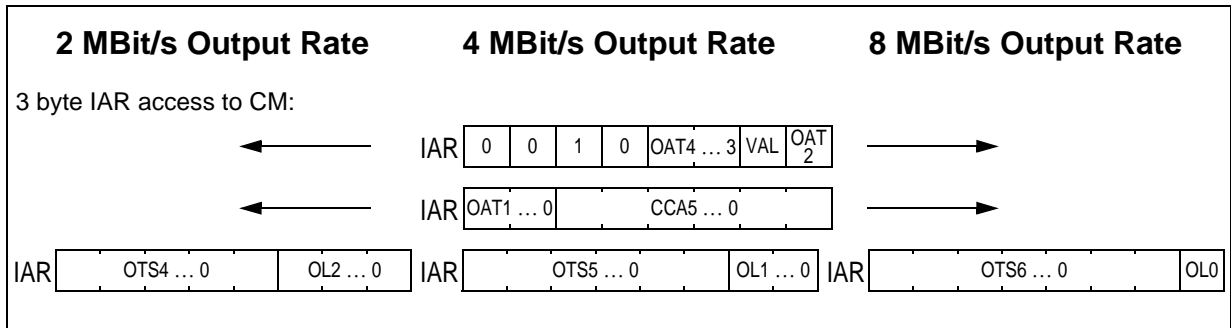 2 MBit/s Output Rate 4 MBit/s Output Rate 8 MBit/s Output Rate
3 byte IAR access to CM:
IAR 0 0 1 0 OAT4 … 3 VAL OAT 2
IAR OAT1 … 0 CCA5 … 0
IAR OTS4 … 0 OL2 … 0 IAR OTS5 … 0 OL1 … 0 IAR OTS6 … 0 OL0